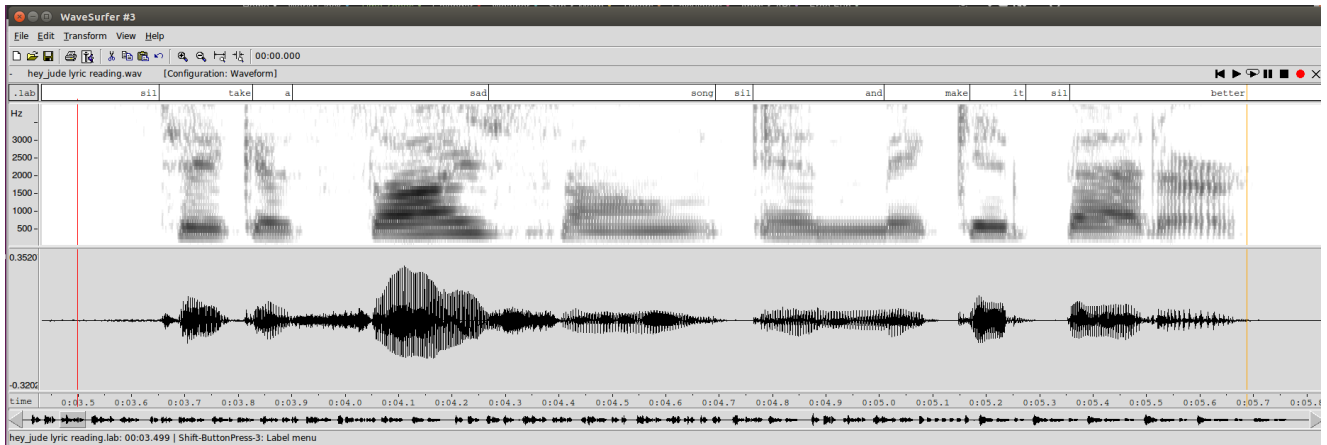 WaveSurfer #3
File Edit Transform View Help
00:00.000
- hey_jude lyric reading.wav [Configuration: Waveform]
.lab sil take a sad song sil and make it sil better
Hz
3000
2500
2000
1500
1000
500
0.3520
-0.3202
time 0:03.5 0:03.6 0:03.7 0:03.8 0:03.9 0:04.0 0:04.1 0:04.2 0:04.3 0:04.4 0:04.5 0:04.6 0:04.7 0:04.8 0:04.9 0:05.0 0:05.1 0:05.2 0:05.3 0:05.4 0:05.5 0:05.6 0:05.7 0:05.8
hey_jude lyric reading.lab: 00:03.499 | Shift-ButtonPress-3: Label menu